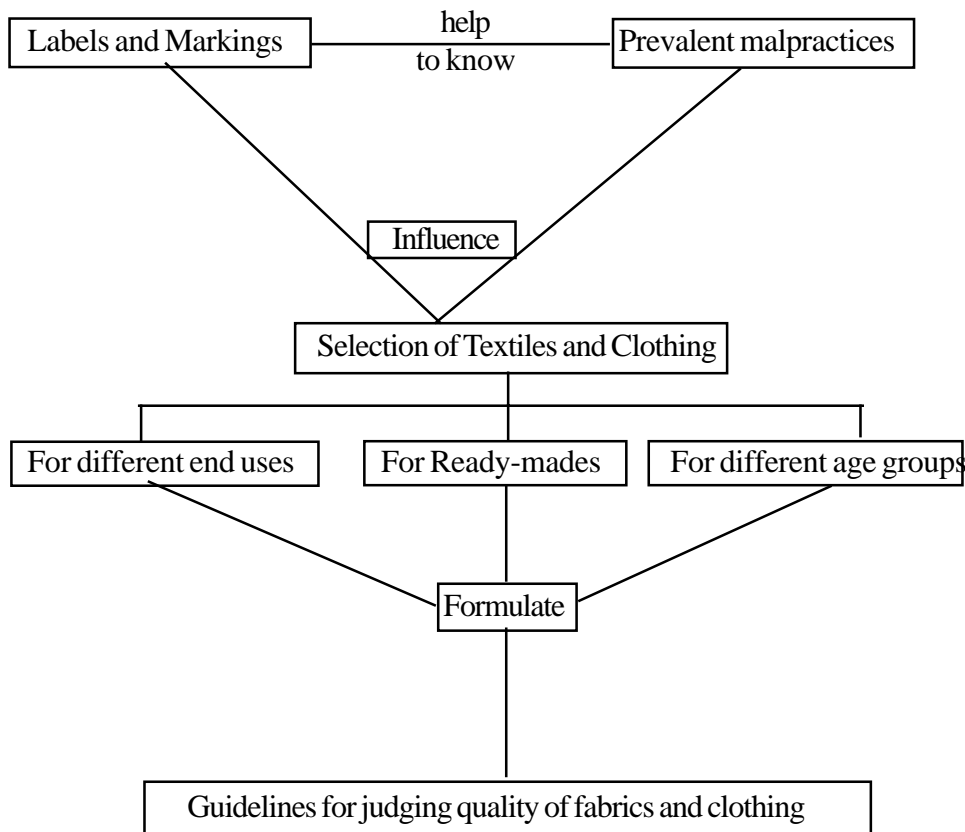 help
Labels and Markings
Prevalent malpractices
to know
Influence
Selection of Textiles and Clothing
For different end uses
For Ready-mades
For different age groups
Formulate
Guidelines for judging quality of fabrics and clothing